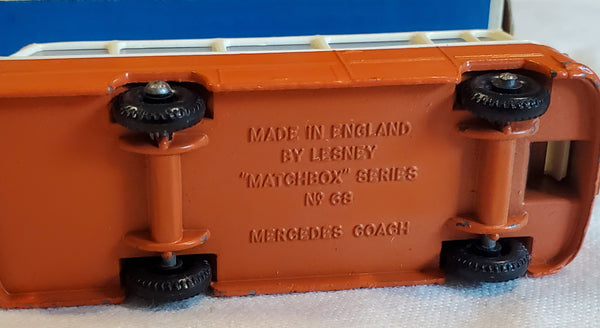 MADE IN ENGLAND
BY LESNEY
"MATCHBOX" SERIES
Nº 68
MERCEDES COACH